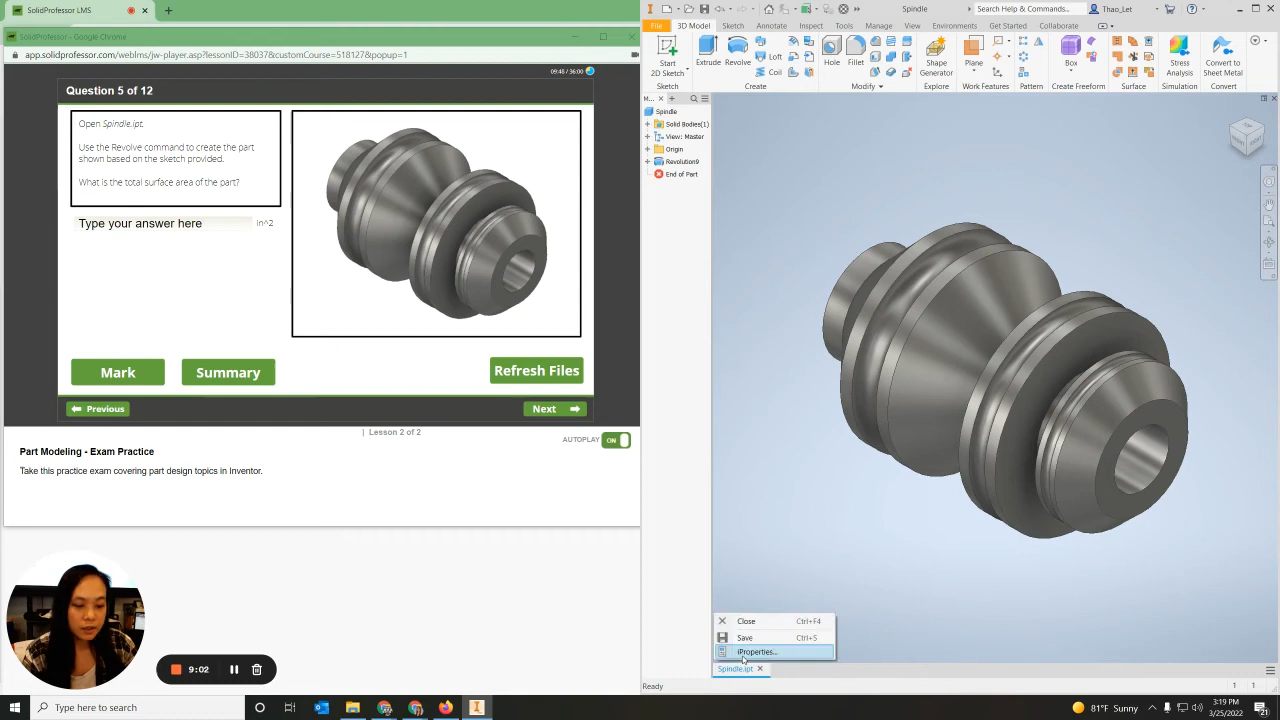 SolidProfessor LMS
SolidProfessor - Google Chrome
app.solidprofessor.com/weblms/jw-player.asp?lessonID=38037&customCourse=518127&popup=1
09:48 / 36:00
Question 5 of 12
Open Spindle.ipt.
Use the Revolve command to create the part
shown based on the sketch provided.
What is the total surface area of the part?
Type your answer here
in^2
Mark
Summary
Refresh Files
Previous
Next
| Lesson 2 of 2
AUTOPLAY
ON
Part Modeling - Exam Practice
Take this practice exam covering part design topics in Inventor.
9:02
Type here to search
Spindle
Search Help & Commands...
Thao_Let
File
3D Model
Sketch
Annotate
Inspect
Tools
Manage
View
Environments
Get Started
Collaborate
Start
2D Sketch
Extrude
Revolve
Loft
Coil
Create
Hole
Fillet
Modify
Shape
Generator
Explore
Plane
Work Features
Pattern
Box
Create Freeform
Surface
Stress
Analysis
Simulation
Convert to
Sheet Metal
Convert
M...
Spindle
Solid Bodies(1)
View: Master
Origin
Revolution9
End of Part
Close
Ctrl+F4
Save
Ctrl+S
iProperties...
Spindle.ipt
Ready
1
1
81°F Sunny
3:19 PM
3/25/2022
21